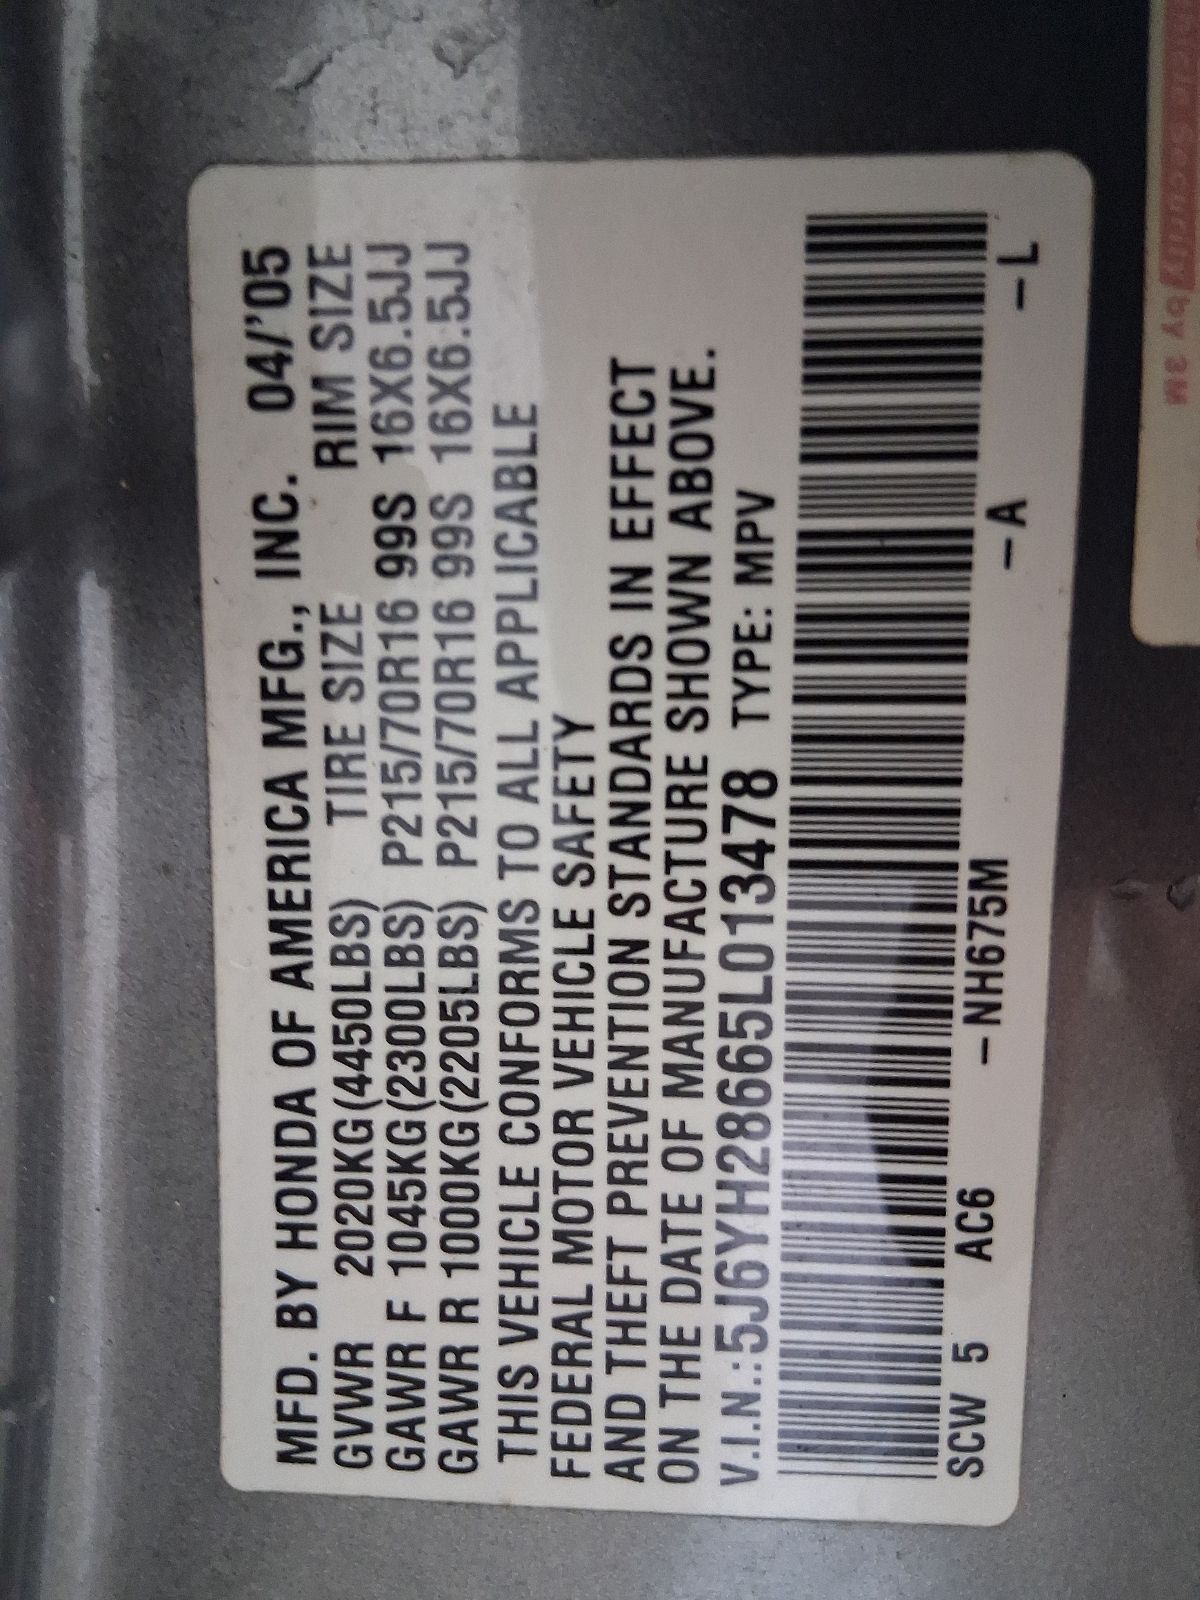 MFD. BY HONDA OF AMERICA MFG., INC. 04/'05
GVWR 2020KG(4450LBS) TIRE SIZE RIM SIZE
GAWR F 1045KG(2300LBS) P215/70R16 99S 16X6.5JJ
GAWR R 1000KG(2205LBS) P215/70R16 99S 16X6.5JJ
THIS VEHICLE CONFORMS TO ALL APPLICABLE
FEDERAL MOTOR VEHICLE SAFETY
AND THEFT PREVENTION STANDARDS IN EFFECT
ON THE DATE OF MANUFACTURE SHOWN ABOVE.
V.I.N.:5J6YH28665L013478 TYPE: MPV
SCW 5 AC6 –NH675M –A –L
Security by 3M